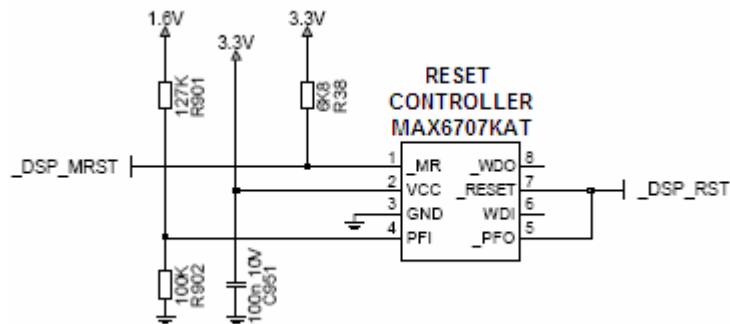 1.6V
3.3V
3.3V
127K
R901
6K8
R38
RESET
CONTROLLER
MAX6707KAT
_DSP_MRST
1 _MR _WDO 8
2 VCC _RESET 7
_DSP_RST
3 GND WDI 6
4 PFI _PFO 5
100K
R902
100n 10V
C951